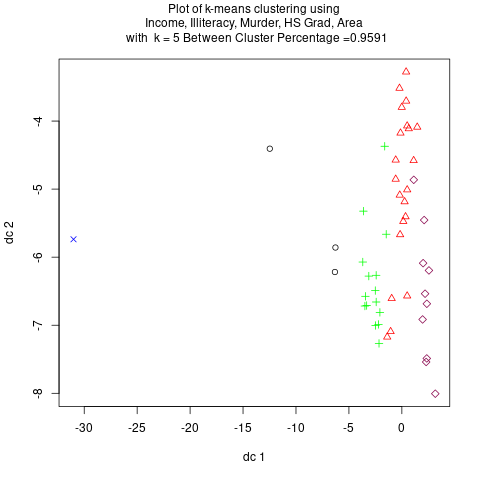 Plot of k-means clustering using
Income, Illiteracy, Murder, HS Grad, Area
with k = 5 Between Cluster Percentage =0.9591
-4
-5
-6
-7
-8
dc 2
-30 -25 -20 -15 -10 -5 0
dc 1